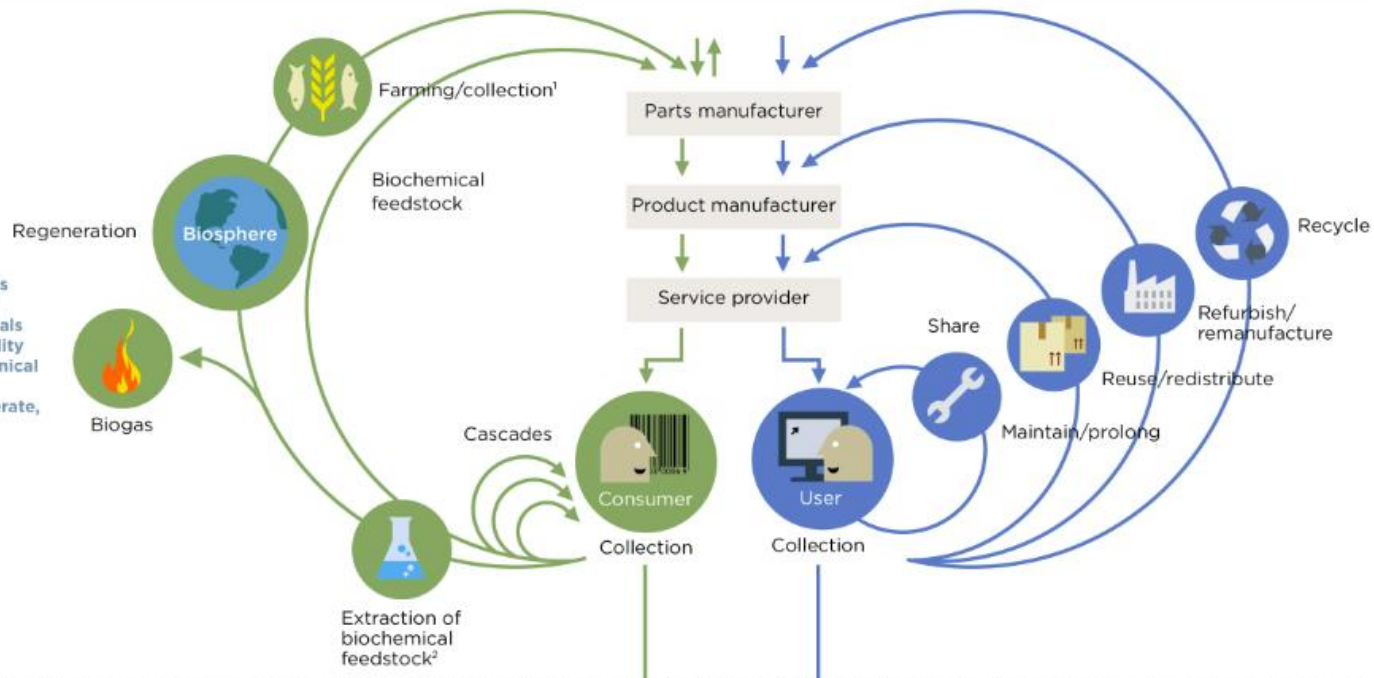 Farming/collection¹
Parts manufacturer
Biochemical
feedstock
Product manufacturer
Regeneration
Biosphere
Recycle
Service provider
Share
Refurbish/
remanufacture
Reuse/redistribute
Biogas
Cascades
Maintain/prolong
Consumer
User
Collection
Collection
Extraction of
biochemical
feedstock²